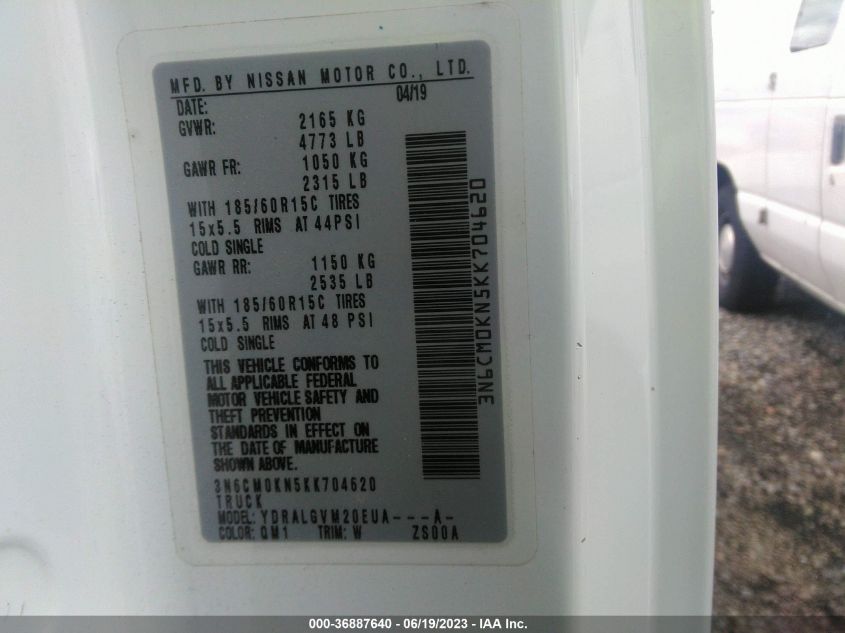 MFD. BY NISSAN MOTOR CO., LTD.
DATE: 04/19
GVWR: 2165 KG
4773 LB
GAWR FR: 1050 KG
2315 LB
WITH 185/60R15C TIRES
15x5.5 RIMS AT 44PSI
COLD SINGLE
GAWR RR: 1150 KG
2535 LB
WITH 185/60R15C TIRES
15x5.5 RIMS AT 48 PSI
COLD SINGLE
THIS VEHICLE CONFORMS TO
ALL APPLICABLE FEDERAL
MOTOR VEHICLE SAFETY AND
THEFT PREVENTION
STANDARDS IN EFFECT ON
THE DATE OF MANUFACTURE
SHOWN ABOVE.
3N6CM0KN5KK704620
TRUCK
MODEL: YDRALGVM20EUA---A-
COLOR: QM1 TRIM: W ZS00A
3N6CM0KN5KK704620
000-36887640 - 06/19/2023 - IAA Inc.